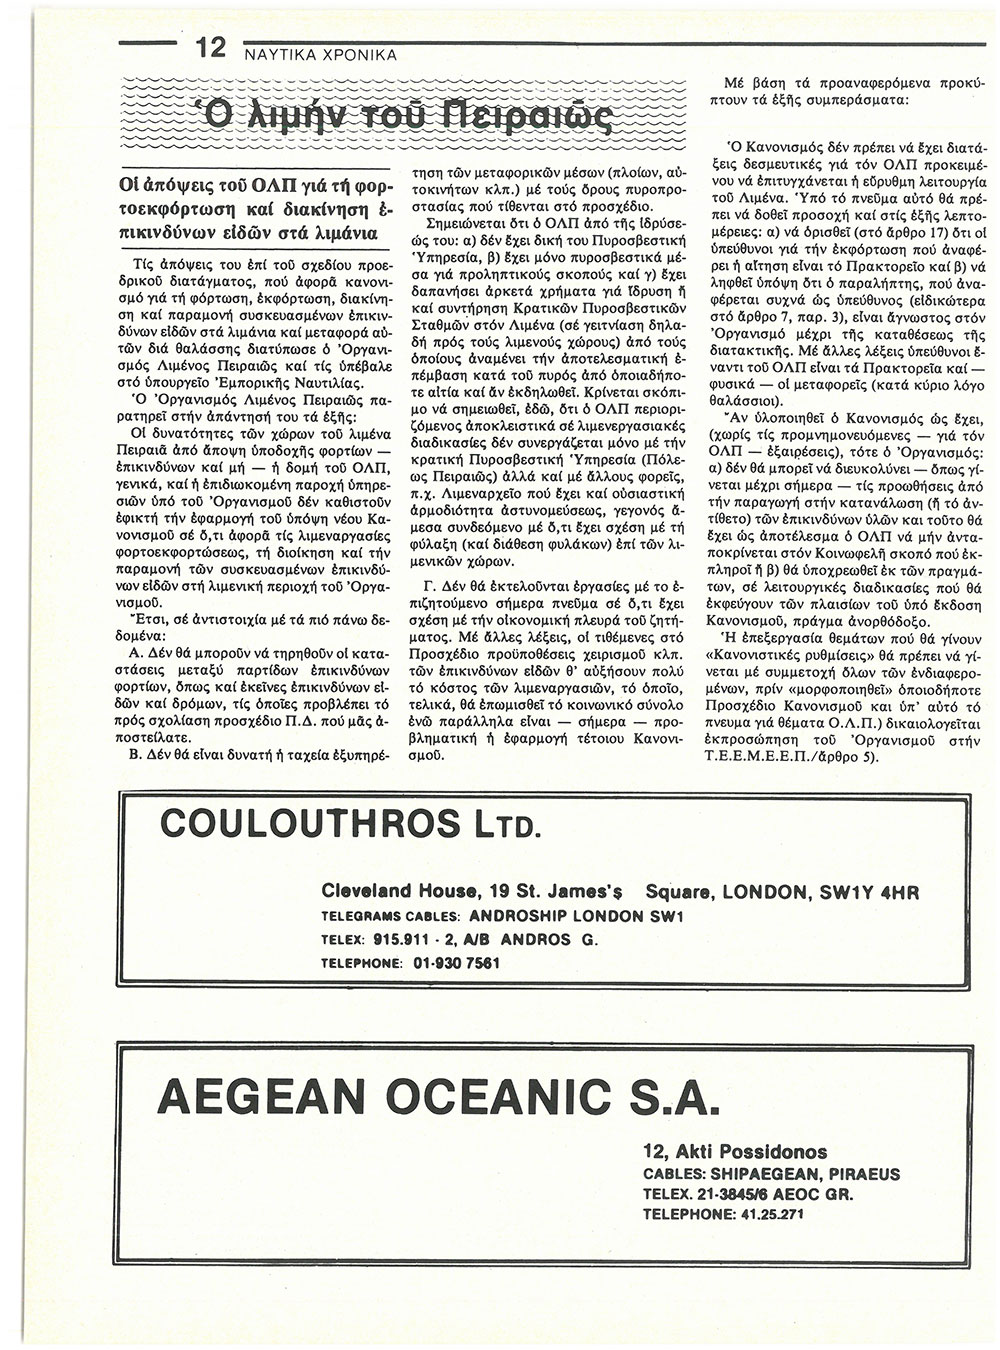 12
ΝΑΥΤΙΚΑ ΧΡΟΝΙΚΑ
Ὁ λιμήν τοῦ Πειραιῶς
Οἱ ἀπόψεις τοῦ ΟΛΠ γιά τή φορ-
τοεκφόρτωση καί διακίνηση ἐ-
πικινδύνων εἰδῶν στά λιμάνια
Τίς ἀπόψεις του ἐπί τοῦ σχεδίου προε-
δρικοῦ διατάγματος, πού ἀφορᾶ κανονι-
σμό γιά τή φόρτωση, ἐκφόρτωση, διακίνη-
ση καί παραμονή συσκευασμένων ἐπικιν-
δύνων εἰδῶν στά λιμάνια καί μεταφορά αὐ-
τῶν διά θαλάσσης διατύπωσε ὁ Ὀργανι-
σμός Λιμένος Πειραιῶς καί τίς ὑπέβαλε
στό ὑπουργεῖο Ἐμπορικῆς Ναυτιλίας.
Ὁ Ὀργανισμός Λιμένος Πειραιῶς πα-
ρατηρεῖ στήν ἀπάντησή του τά ἑξῆς:
Οἱ δυνατότητες τῶν χώρων τοῦ λιμένα
Πειραιᾶ ἀπό ἄποψη ὑποδοχῆς φορτίων —
ἐπικινδύνων καί μή — ἡ δομή τοῦ ΟΛΠ,
γενικά, καί ἡ ἐπιδιωκομένη παροχή ὑπηρε-
σιῶν ὑπό τοῦ Ὀργανισμοῦ δέν καθιστοῦν
ἐφικτή τήν ἐφαρμογή τοῦ ὑπόψη νέου Κα-
νονισμοῦ σέ ὅ,τι ἀφορᾶ τίς λιμεναργασίες
φορτοεκφορτώσεως, τή διοίκηση καί τήν
παραμονή τῶν συσκευασμένων ἐπικινδύ-
νων εἰδῶν στή λιμενική περιοχή τοῦ Ὀργα-
νισμοῦ.
Ἔτσι, σέ ἀντιστοιχία μέ τά πιό πάνω δε-
δομένα:
Α. Δέν θά μποροῦν νά τηρηθοῦν οἱ κατα-
στάσεις μεταξύ παρτίδων ἐπικινδύνων
φορτίων, ὅπως καί ἐκεῖνες ἐπικινδύνων εἰ-
δῶν καί δρόμων, τίς ὁποῖες προβλέπει τό
πρός σχολίαση προσχέδιο Π.Δ. πού μᾶς ἀ-
ποστείλατε.
Β. Δέν θά εἶναι δυνατή ἡ ταχεία ἐξυπηρέ-
τηση τῶν μεταφορικῶν μέσων (πλοίων, αὐ-
τοκινήτων κλπ.) μέ τούς ὅρους πυροπρο-
στασίας πού τίθενται στό προσχέδιο.
Σημειώνεται ὅτι ὁ ΟΛΠ ἀπό τῆς ἱδρύσε-
ώς του: α) δέν ἔχει δική του Πυροσβεστική
Ὑπηρεσία, β) ἔχει μόνο πυροσβεστικά μέ-
σα γιά προληπτικούς σκοπούς καί γ) ἔχει
δαπανήσει ἀρκετά χρήματα γιά ἵδρυση ἤ
καί συντήρηση Κρατικῶν Πυροσβεστικῶν
Σταθμῶν στόν Λιμένα (σέ γειτνίαση δηλα-
δή πρός τούς λιμενούς χώρους) ἀπό τούς
ὁποίους ἀναμένει τήν ἀποτελεσματική ἐ-
πέμβαση κατά τοῦ πυρός ἀπό ὁποιαδήπο-
τε αἰτία καί ἄν ἐκδηλωθεῖ. Κρίνεται σκόπι-
μο νά σημειωθεῖ, ἐδῶ, ὅτι ὁ ΟΛΠ περιορι-
ζόμενος ἀποκλειστικά σέ λιμενεργασιακές
διαδικασίες δέν συνεργάζεται μόνο μέ τήν
κρατική Πυροσβεστική Ὑπηρεσία (Πόλε-
ως Πειραιῶς) ἀλλά καί μέ ἄλλους φορεῖς,
π.χ. Λιμεναρχεῖο πού ἔχει καί οὐσιαστική
ἁρμοδιότητα ἀστυνομεύσεως, γεγονός ἄ-
μεσα συνδεόμενο μέ ὅ,τι ἔχει σχέση μέ τή
φύλαξη (καί διάθεση φυλάκων) ἐπί τῶν λι-
μενικῶν χώρων.
Γ. Δέν θά ἐκτελοῦνται ἐργασίες μέ το ἐ-
πιζητούμενο σήμερα πνεῦμα σέ ὅ,τι ἔχει
σχέση μέ τήν οἰκονομική πλευρά τοῦ ζητή-
ματος. Μέ ἄλλες λέξεις, οἱ τιθέμενες στό
Προσχέδιο προϋποθέσεις χειρισμοῦ κλπ.
τῶν ἐπικινδύνων εἰδῶν θ' αὐξήσουν πολύ
τό κόστος τῶν λιμεναργασιῶν, τό ὁποῖο,
τελικά, θά ἐπωμισθεῖ τό κοινωνικό σύνολο
ἐνῶ παράλληλα εἶναι — σήμερα — προ-
βληματική ἡ ἐφαρμογή τέτοιου Κανονι-
σμοῦ.
Μέ βάση τά προαναφερόμενα προκύ-
πτουν τά ἑξῆς συμπεράσματα:
Ὁ Κανονισμός δέν πρέπει νά ἔχει διατά-
ξεις δεσμευτικές γιά τόν ΟΛΠ προκειμέ-
νου νά ἐπιτυγχάνεται ἡ εὔρυθμη λειτουργία
τοῦ Λιμένα. Ὑπό τό πνεῦμα αὐτό θά πρέ-
πει νά δοθεῖ προσοχή καί στίς ἑξῆς λεπτο-
μέρειες: α) νά ὁρισθεῖ (στό ἄρθρο 17) ὅτι οἱ
ὑπεύθυνοι γιά τήν ἐκφόρτωση πού ἀναφέ-
ρει ἡ αἴτηση εἶναι τό Πρακτορεῖο καί β) νά
ληφθεῖ ὑπόψη ὅτι ὁ παραλήπτης, πού ἀνα-
φέρεται συχνά ὡς ὑπεύθυνος (εἰδικώτερα
στό ἄρθρο 7, παρ. 3), εἶναι ἄγνωστος στόν
Ὀργανισμό μέχρι τῆς καταθέσεως τῆς
διατακτικῆς. Μέ ἄλλες λέξεις ὑπεύθυνοι ἔ-
ναντι τοῦ ΟΛΠ εἶναι τά Πρακτορεῖα καί —
φυσικά — οἱ μεταφορεῖς (κατά κύριο λόγο
θαλάσσιοι).
Ἄν ὑλοποιηθεῖ ὁ Κανονισμός ὡς ἔχει,
(χωρίς τίς προμνημονευόμενες — γιά τόν
ΟΛΠ — ἐξαιρέσεις), τότε ὁ Ὀργανισμός:
α) δέν θά μπορεῖ νά διευκολύνει — ὅπως γί-
νεται μέχρι σήμερα — τίς προωθήσεις ἀπό
τήν παραγωγή στήν κατανάλωση (ἤ τό ἀν-
τίθετο) τῶν ἐπικινδύνων ὑλῶν και τοῦτο θά
ἔχει ὡς ἀποτέλεσμα ὁ ΟΛΠ νά μήν ἀντα-
ποκρίνεται στόν Κοινωφελῆ σκοπό πού ἐκ-
πληροῖ ἤ β) θά ὑποχρεωθεῖ ἐκ τῶν πραγμά-
των, σέ λειτουργικές διαδικασίες πού θά
ἐκφεύγουν τῶν πλαισίων τοῦ ὑπό ἔκδοση
Κανονισμοῦ, πράγμα ἀνορθόδοξο.
Ἡ ἐπεξεργασία θεμάτων πού θά γίνουν
«Κανονιστικές ρυθμίσεις» θά πρέπει νά γί-
νεται μέ συμμετοχή ὅλων τῶν ἐνδιαφερο-
μένων, πρίν «μορφοποιηθεῖ» ὁποιοδήποτε
Προσχέδιο Κανονισμοῦ και ὑπ' αὐτό τό
πνευμα γιά θέματα Ο.Λ.Π.) δικαιολογεῖται
ἐκπροσώπηση τοῦ Ὀργανισμοῦ στήν
Τ.Ε.Ε.Μ.Ε.Ε.Π./ἄρθρο 5).
COULOUTHROS LTD.
Cleveland House, 19 St. James's Square, LONDON, SW1Y 4HR
TELEGRAMS CABLES: ANDROSHIP LONDON SW1
TELEX: 915.911 - 2, A/B ANDROS G.
TELEPHONE: 01-930 7561
AEGEAN OCEANIC S.A.
12, Akti Possidonos
CABLES: SHIPAEGEAN, PIRAEUS
TELEX. 21-3845/6 AEOC GR.
TELEPHONE: 41.25.271